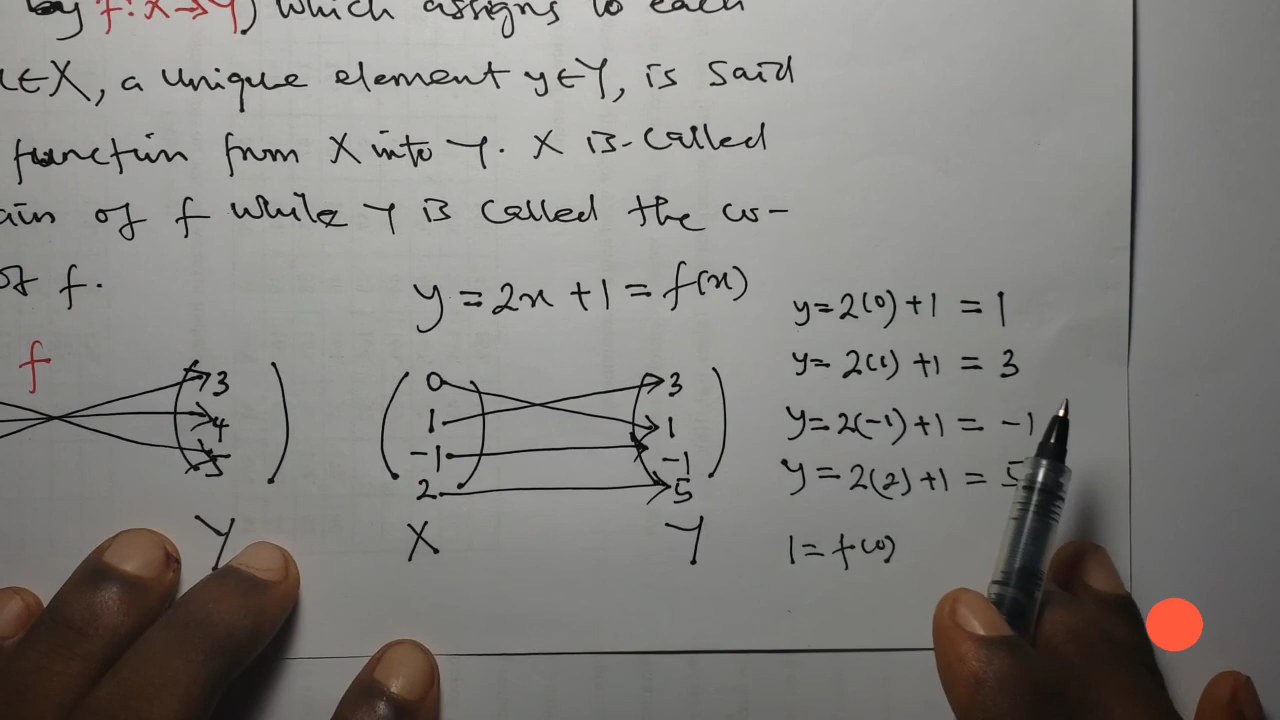 by f: X→Y) which assigns to each
x∈X, a unique element y∈Y, is said
function from X into Y. X is called
ain of f while Y is called the co-
of f.
y = 2x + 1 = f(x)
f
3
4
5
Y
0
1
-1
2
X
3
1
-1
5
Y
y = 2(0) + 1 = 1
y = 2(1) + 1 = 3
y = 2(-1) + 1 = -1
y = 2(2) + 1 = 5
1 = f(0)